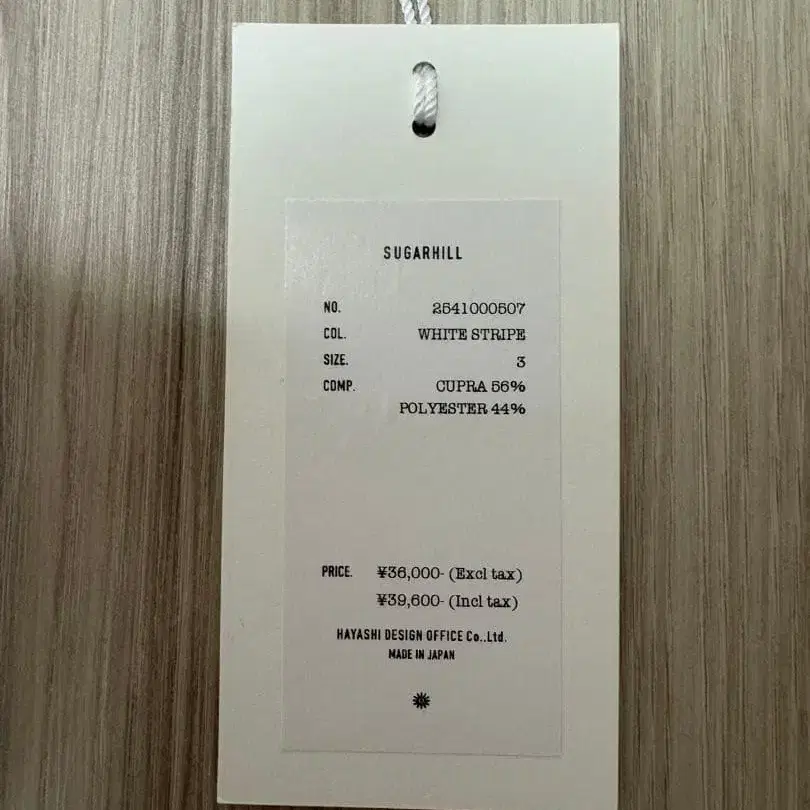 SUGARHILL
NO. 2541000507
COL. WHITE STRIPE
SIZE. 3
COMP. CUPRA 56%
POLYESTER 44%
PRICE. ¥36,000- (Excl tax)
¥39,600- (Incl tax)
HAYASHI DESIGN OFFICE Co.,Ltd.
MADE IN JAPAN